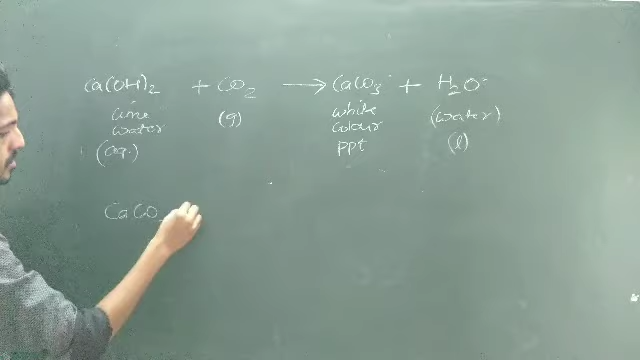 Ca(OH)₂ + CO₂ → CaCO₃ + H₂O
lime white (water)
water (g) colour
(aq.) ppt (l)
CaCO